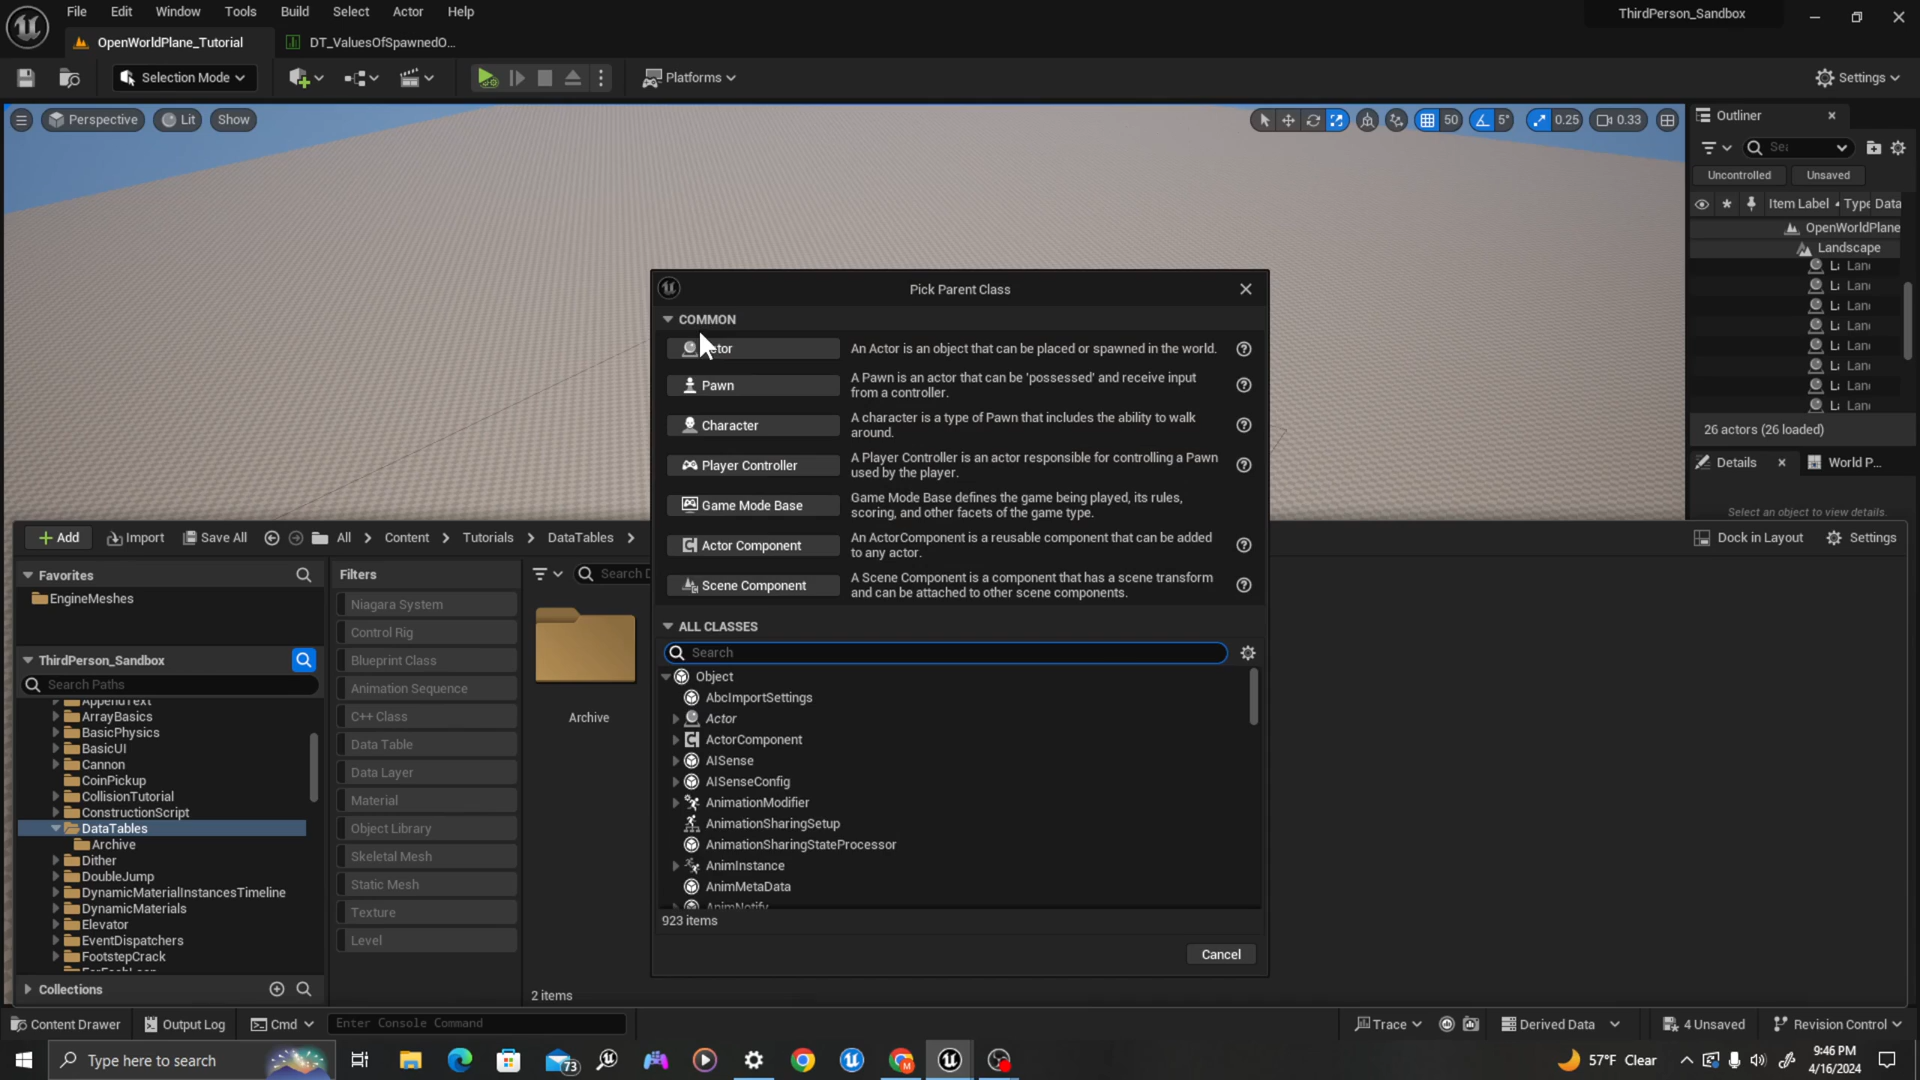 File Edit Window Tools Build Select Actor Help
ThirdPerson_Sandbox
OpenWorldPlane_Tutorial
DT_ValuesOfSpawnedO...
Selection Mode
Platforms
Settings
Perspective
Lit
Show
50
5°
0.25
0.33
Outliner
Uncontrolled
Unsaved
Item Label
Type
Data
OpenWorldPlane
Landscape
26 actors (26 loaded)
Details
World P...
Select an object to view details.
Pick Parent Class
COMMON
An Actor is an object that can be placed or spawned in the world.
Pawn
A Pawn is an actor that can be 'possessed' and receive input
from a controller.
Character
A character is a type of Pawn that includes the ability to walk
around.
Player Controller
A Player Controller is an actor responsible for controlling a Pawn
used by the player.
Game Mode Base
Game Mode Base defines the game being played, its rules,
scoring, and other facets of the game type.
Actor Component
An ActorComponent is a reusable component that can be added
to any actor.
Scene Component
A Scene Component is a component that has a scene transform
and can be attached to other scene components.
ALL CLASSES
Search
Object
AbcImportSettings
Actor
ActorComponent
AISense
AISenseConfig
AnimationModifier
AnimationSharingSetup
AnimationSharingStateProcessor
AnimInstance
AnimMetaData
AnimNotify
923 items
Cancel
Add
Import
Save All
All
Content
Tutorials
DataTables
Dock in Layout
Settings
Favorites
EngineMeshes
ThirdPerson_Sandbox
Search Paths
AppendText
ArrayBasics
BasicPhysics
BasicUI
Cannon
CoinPickup
CollisionTutorial
ConstructionScript
DataTables
Archive
Dither
DoubleJump
DynamicMaterialInstancesTimeline
DynamicMaterials
Elevator
EventDispatchers
FootstepCrack
ForEachLoop
Collections
Filters
Niagara System
Control Rig
Blueprint Class
Animation Sequence
C++ Class
Data Table
Data Layer
Material
Object Library
Skeletal Mesh
Static Mesh
Texture
Level
Search D
Archive
2 items
Content Drawer
Output Log
Cmd
Enter Console Command
Trace
Derived Data
4 Unsaved
Revision Control
Type here to search
73
57°F Clear
9:46 PM
4/16/2024